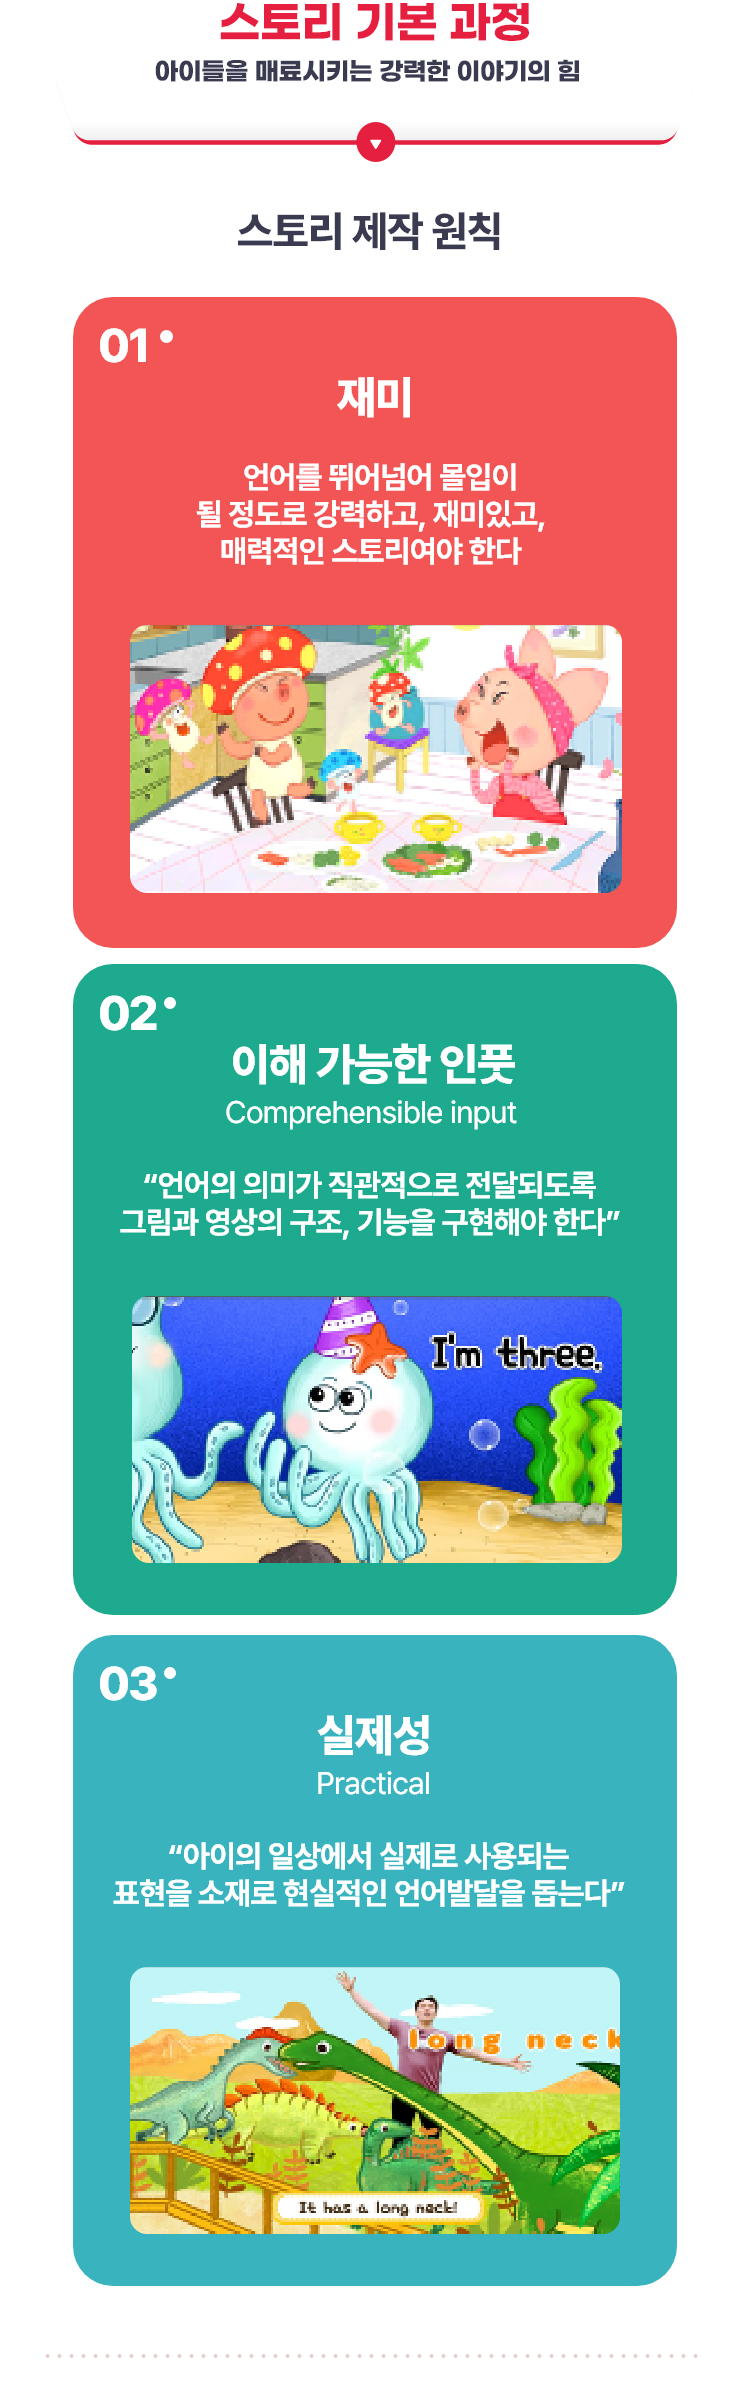 스토리 기본 과정
아이들을 매료시키는 강력한 이야기의 힘
스토리 제작 원칙
01
재미
언어를 뛰어넘어 몰입이
될 정도로 강력하고, 재미있고,
매력적인 스토리여야 한다
02
이해 가능한 인풋
Comprehensible input
“언어의 의미가 직관적으로 전달되도록
그림과 영상의 구조, 기능을 구현해야 한다”
I'm three.
03
실제성
Practical
“아이의 일상에서 실제로 사용되는
표현을 소재로 현실적인 언어발달을 돕는다”
long neck
It has a long neck!